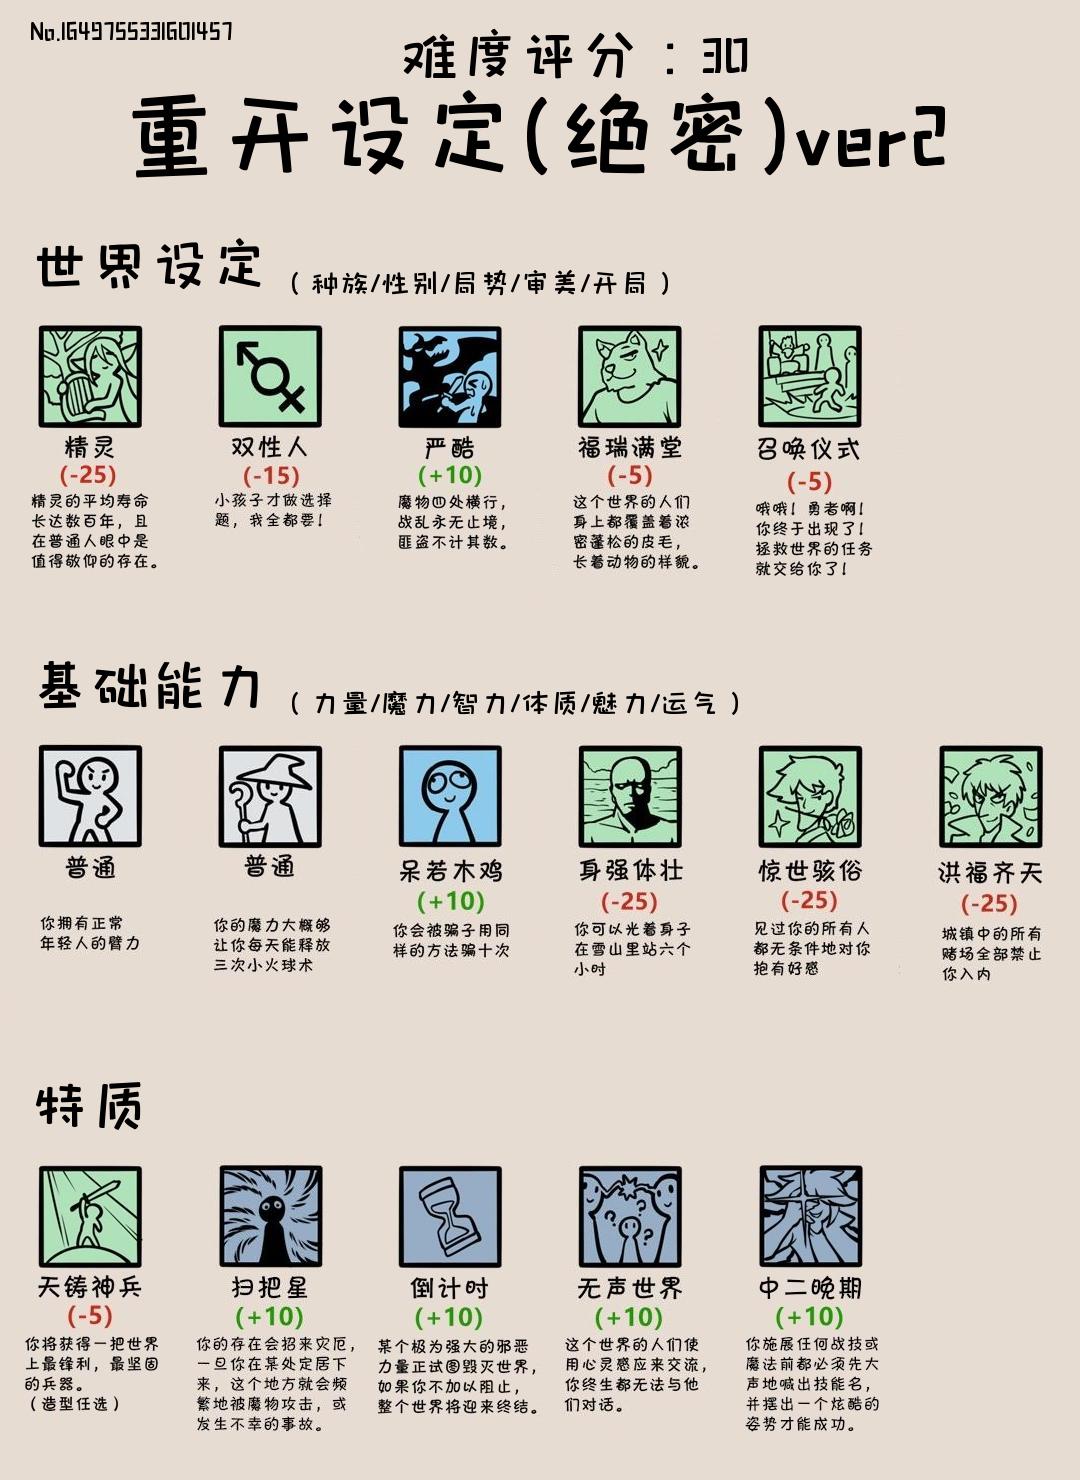 No.1649755331601457
难度评分：30
重开设定(绝密)ver2
世界设定
（种族/性别/局势/审美/开局）
精灵
(-25)
精灵的平均寿命
长达数百年，且
在普通人眼中是
值得敬仰的存在。
双性人
(-15)
小孩子才做选择
题，我全都要！
严酷
(+10)
魔物四处横行，
战乱永无止境，
匪盗不计其数。
福瑞满堂
(-5)
这个世界的人们
身上都覆盖着浓
密蓬松的皮毛，
长着动物的样貌。
召唤仪式
(-5)
哦哦！勇者啊！
你终于出现了！
拯救世界的任务
就交给你了！
基础能力
（力量/魔力/智力/体质/魅力/运气）
普通
你拥有正常
年轻人的臂力
普通
你的魔力大概够
让你每天能释放
三次小火球术
呆若木鸡
(+10)
你会被骗子用同
样的方法骗十次
身强体壮
(-25)
你可以光着身子
在雪山里站六个
小时
惊世骇俗
(-25)
见过你的所有人
都无条件地对你
抱有好感
洪福齐天
(-25)
城镇中的所有
赌场全部禁止
你入内
特质
天铸神兵
(-5)
你将获得一把世界
上最锋利，最坚固
的兵器。
（造型任选）
扫把星
(+10)
你的存在会招来灾厄，
一旦你在某处定居下
来，这个地方就会频
繁地被魔物攻击，或
发生不幸的事故。
倒计时
(+10)
某个极为强大的邪恶
力量正试图毁灭世界，
如果你不加以阻止，
整个世界将迎来终结。
无声世界
(+10)
这个世界的人们使
用心灵感应来交流，
你终生都无法与他
们对话。
中二晚期
(+10)
你施展任何战技或
魔法前都必须先大
声地喊出技能名，
并摆出一个炫酷的
姿势才能成功。